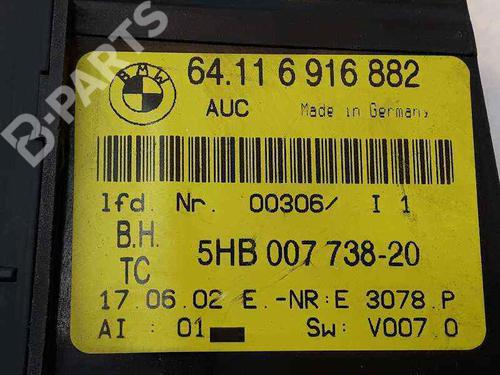 B-PARTS
BMW
64.11 6 916 882
AUC Made in Germany
lfd. Nr. 00306/ I 1
B.H.
5HB 007 738-20
TC
17.06.02 E.-NR:E 3078.P
AI : 01 Sw: V007.0